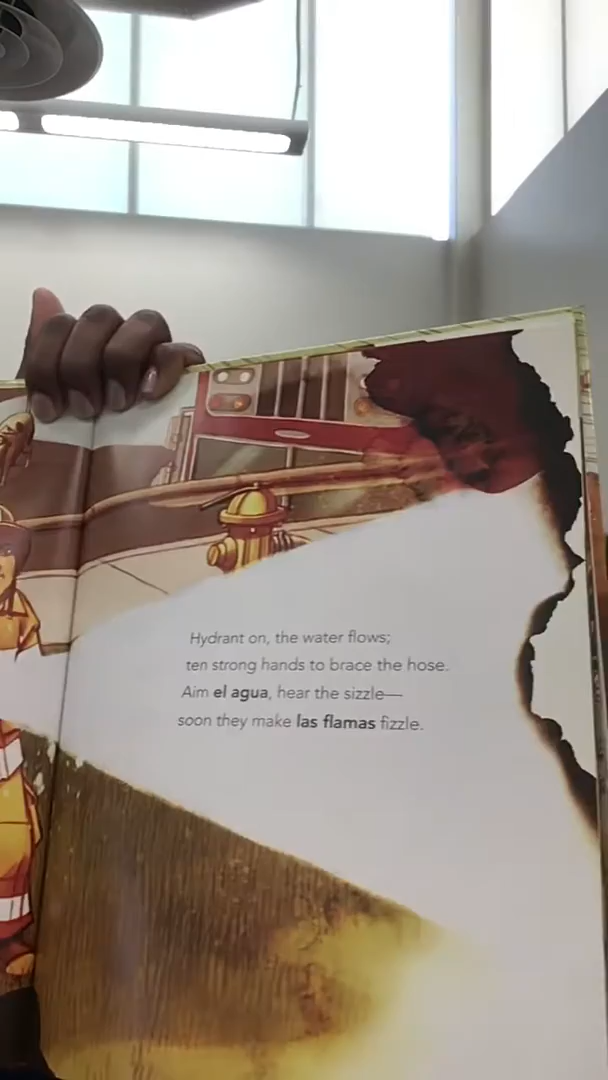 Hydrant on, the water flows;
ten strong hands to brace the hose.
Aim el agua, hear the sizzle—
soon they make las flamas fizzle.